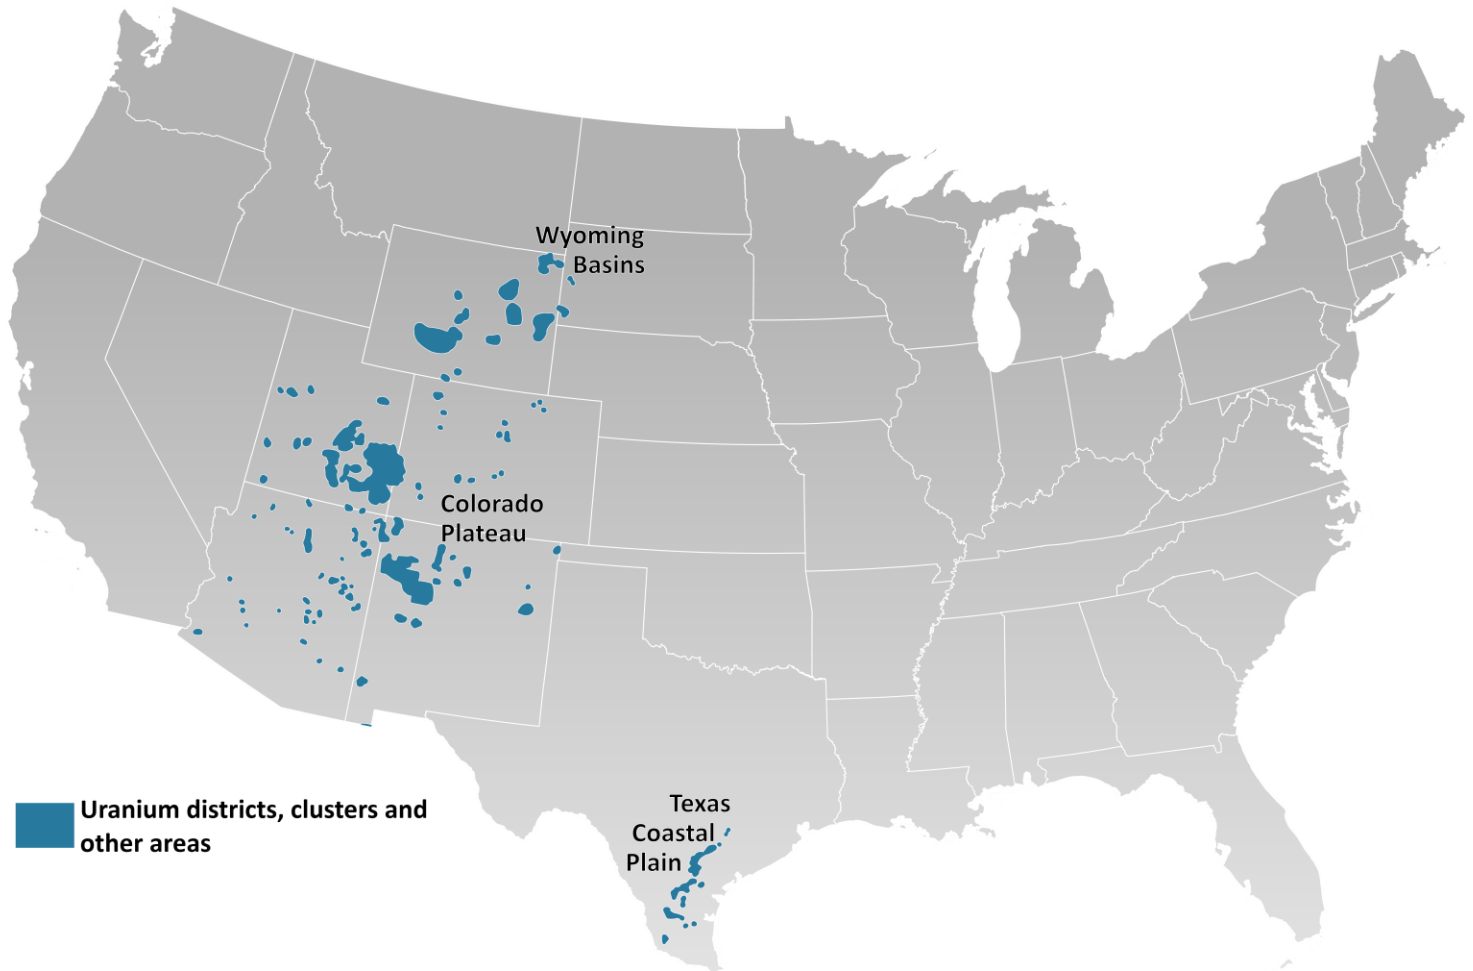 Wyoming
Basins
Colorado
Plateau
Texas
Coastal
Plain
Uranium districts, clusters and
other areas